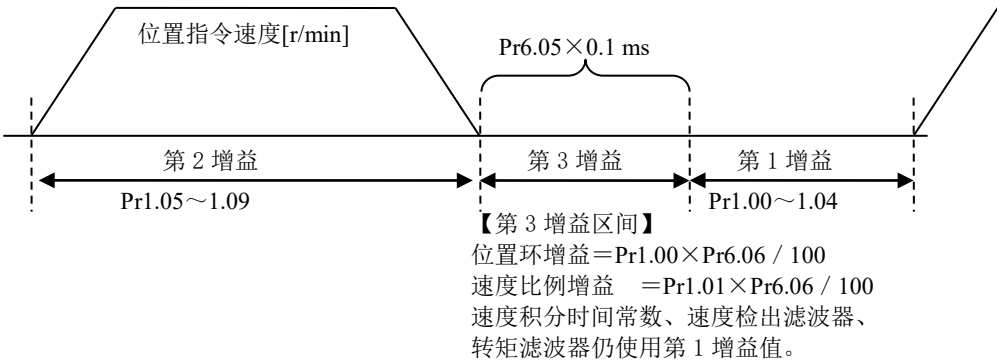 位置指令速度[r/min]
Pr6.05×0.1 ms
第2增益
第3增益
第1增益
Pr1.05～1.09
Pr1.00～1.04
【第3增益区间】
位置环增益＝Pr1.00×Pr6.06 / 100
速度比例增益　＝Pr1.01×Pr6.06 / 100
速度积分时间常数、速度检出滤波器、
转矩滤波器仍使用第1增益值。